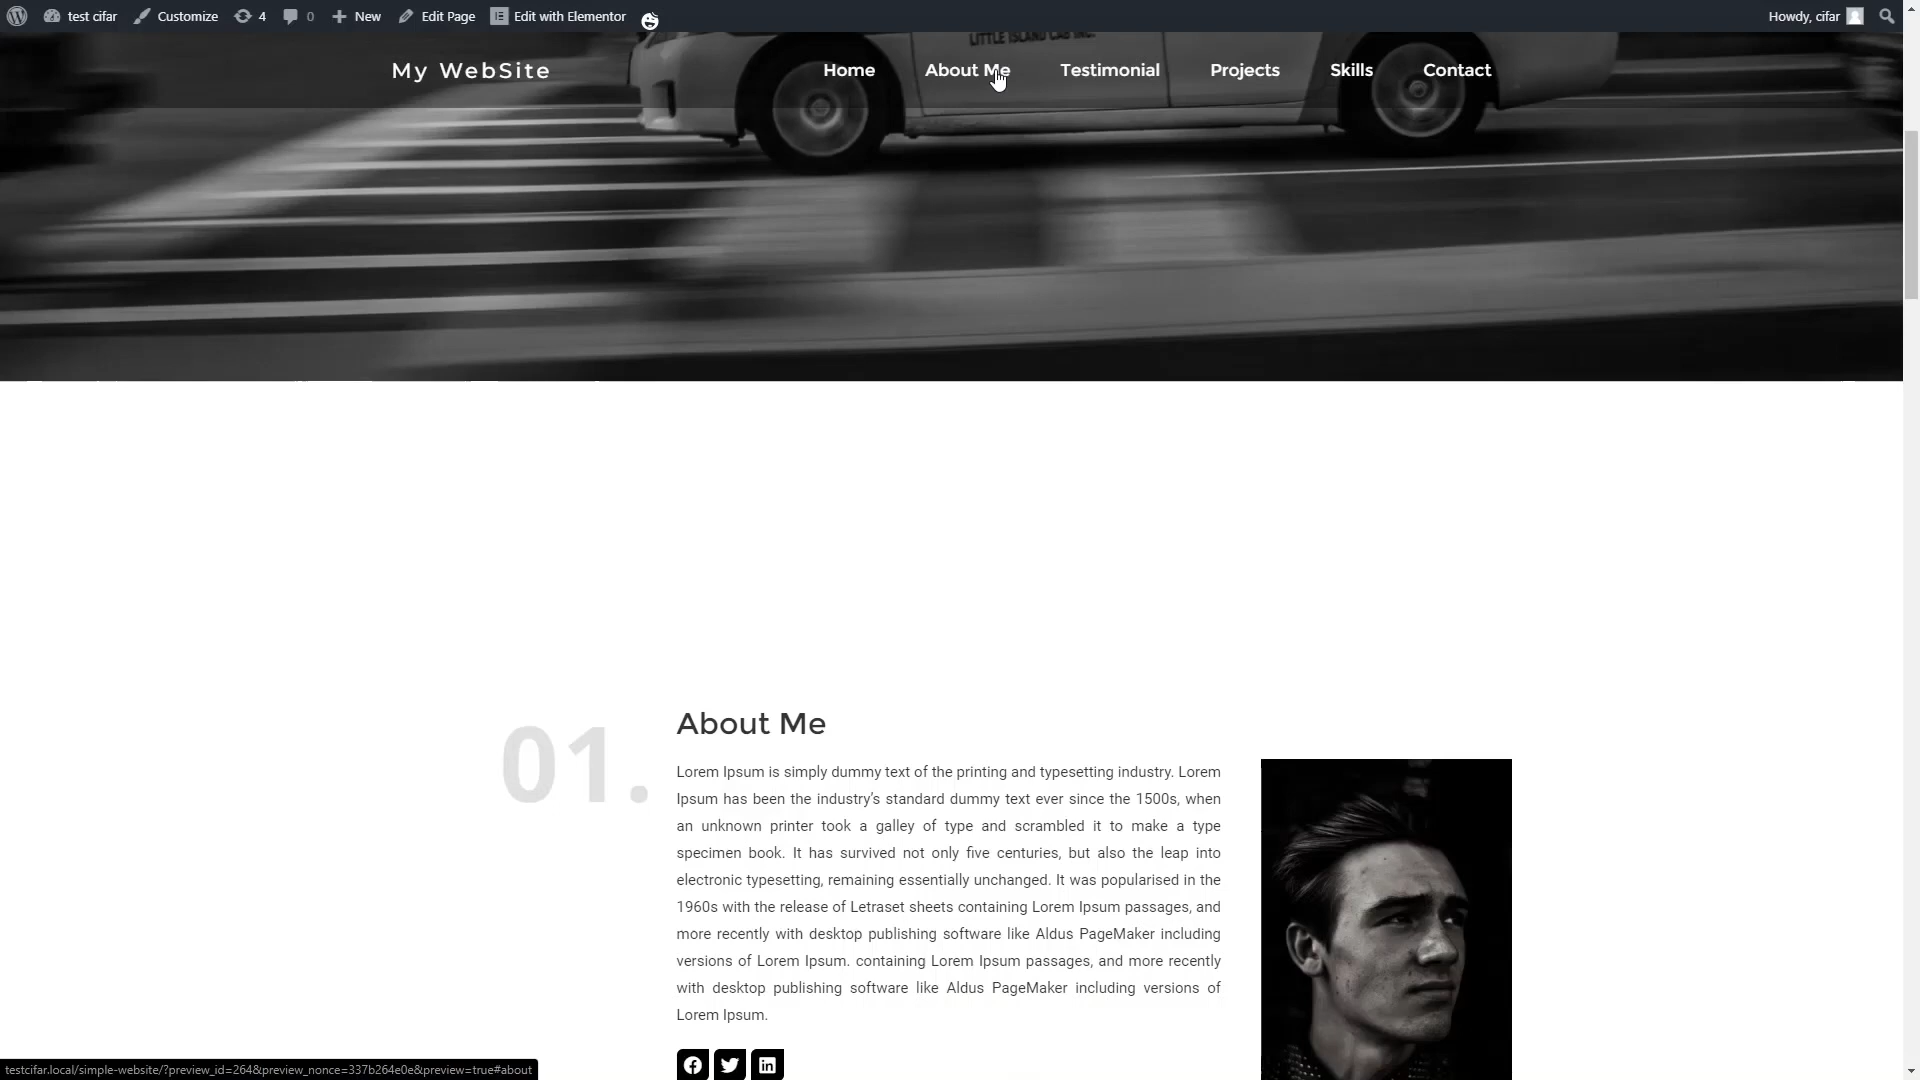 test cifar Customize 4 0 New Edit Page Edit with Elementor Howdy, cifar
LITTLE ISLAND CAB INC.
My WebSite Home About Me Testimonial Projects Skills Contact
About Me
01.
Lorem Ipsum is simply dummy text of the printing and typesetting industry. Lorem
Ipsum has been the industry’s standard dummy text ever since the 1500s, when
an unknown printer took a galley of type and scrambled it to make a type
specimen book. It has survived not only five centuries, but also the leap into
electronic typesetting, remaining essentially unchanged. It was popularised in the
1960s with the release of Letraset sheets containing Lorem Ipsum passages, and
more recently with desktop publishing software like Aldus PageMaker including
versions of Lorem Ipsum. containing Lorem Ipsum passages, and more recently
with desktop publishing software like Aldus PageMaker including versions of
Lorem Ipsum.
testcifar.local/simple-website/?preview_id=264&preview_nonce=337b264e0e&preview=true#about